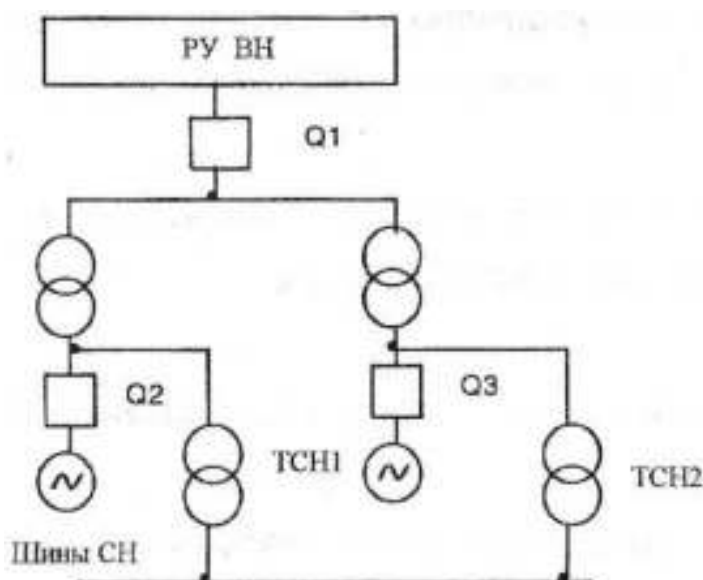 РУ ВН
Q1
Q2
Q3
ТСН1
ТСН2
Шины СН